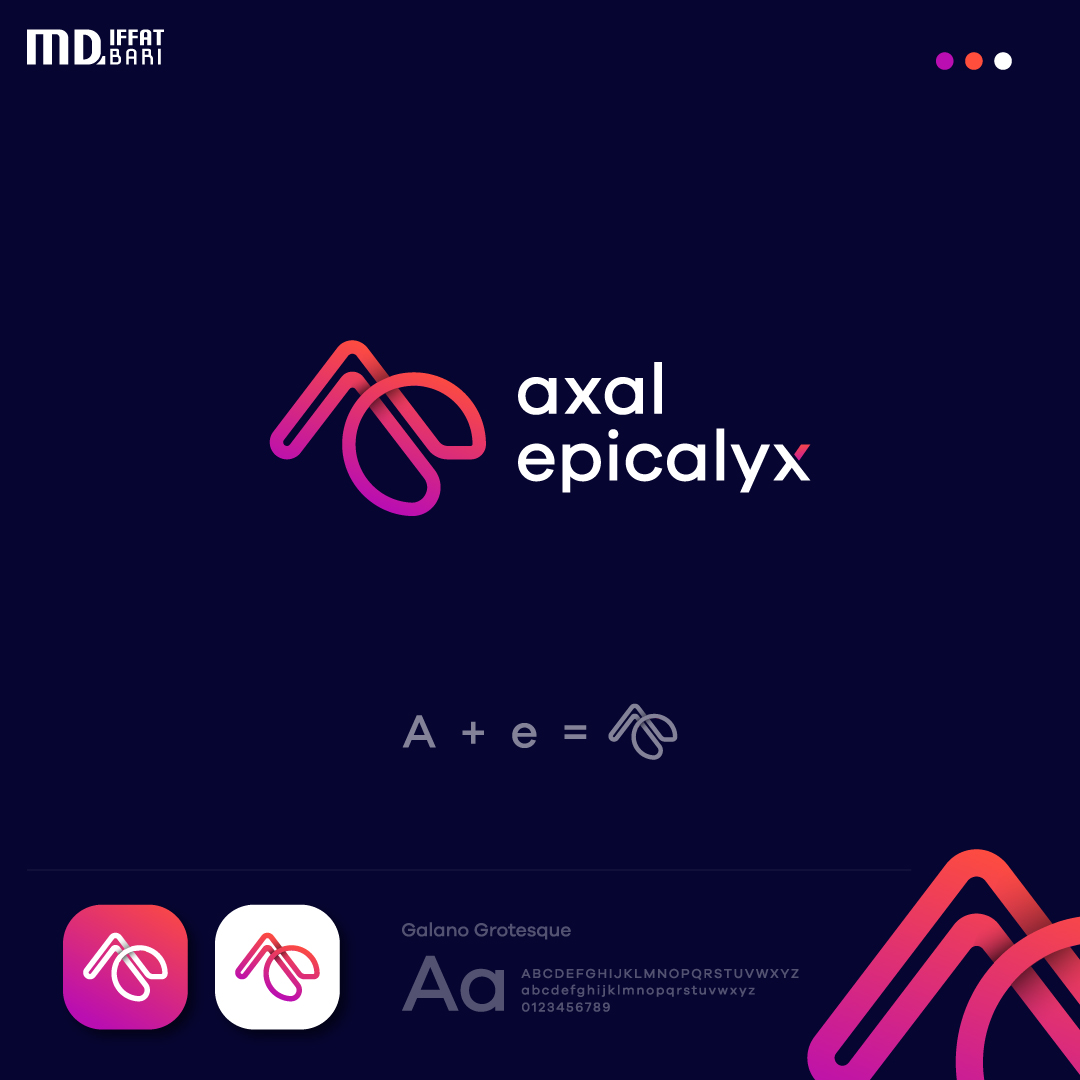 MD. IFFAT
BARI
axal
epicalyx
A + e =
Galano Grotesque
Aa
ABCDEFGHIJKLMNOPQRSTUVWXYZ
abcdefghijklmnopqrstuvwxyz
0123456789